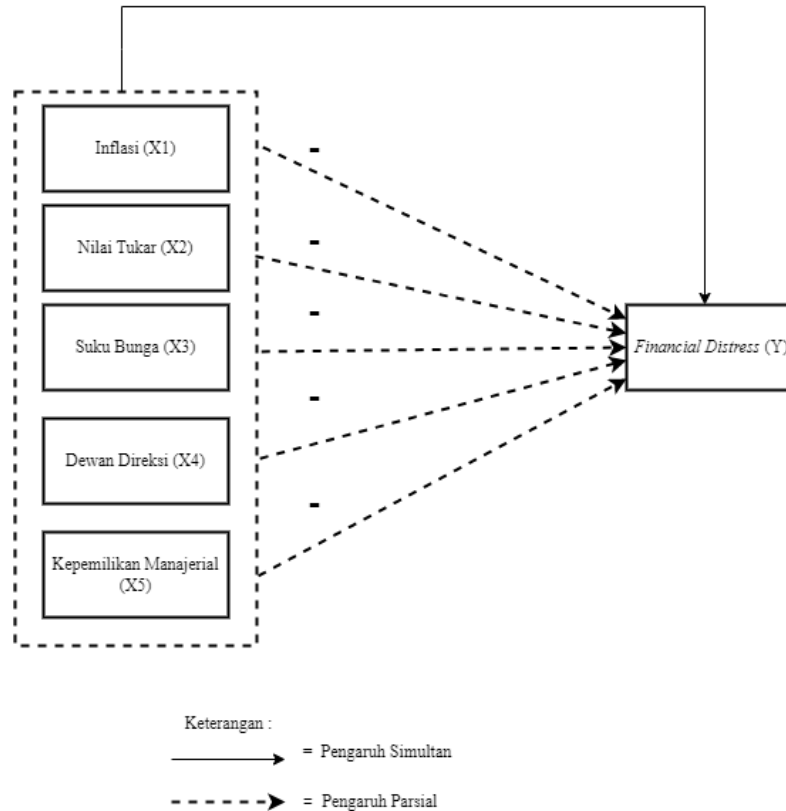 Inflasi (X1)
-
Nilai Tukar (X2)
-
Suku Bunga (X3)
-
Financial Distress (Y)
Dewan Direksi (X4)
-
Kepemilikan Manajerial
(X5)
-
Keterangan :
= Pengaruh Simultan
= Pengaruh Parsial